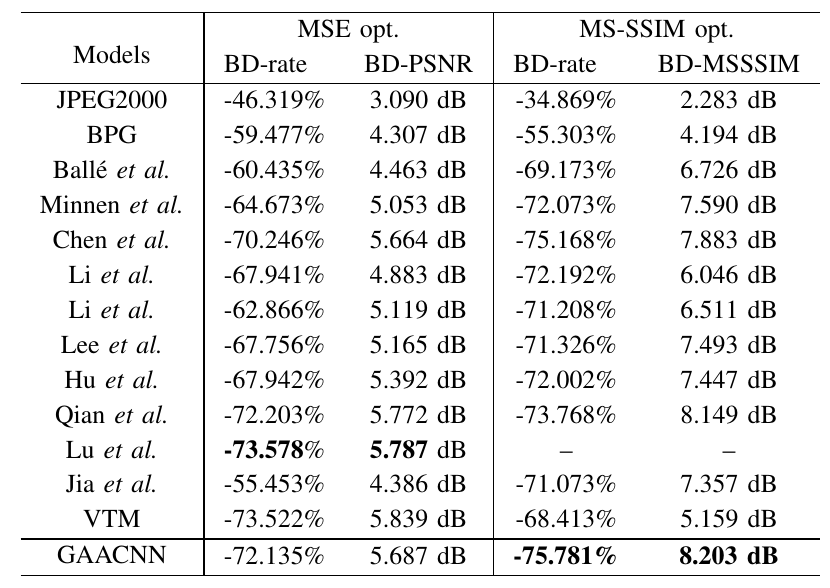 Models MSE opt. MS-SSIM opt.
BD-rate BD-PSNR BD-rate BD-MSSSIM
JPEG2000 -46.319% 3.090 dB -34.869% 2.283 dB
BPG -59.477% 4.307 dB -55.303% 4.194 dB
Ballé et al. -60.435% 4.463 dB -69.173% 6.726 dB
Minnen et al. -64.673% 5.053 dB -72.073% 7.590 dB
Chen et al. -70.246% 5.664 dB -75.168% 7.883 dB
Li et al. -67.941% 4.883 dB -72.192% 6.046 dB
Li et al. -62.866% 5.119 dB -71.208% 6.511 dB
Lee et al. -67.756% 5.165 dB -71.326% 7.493 dB
Hu et al. -67.942% 5.392 dB -72.002% 7.447 dB
Qian et al. -72.203% 5.772 dB -73.768% 8.149 dB
Lu et al. -73.578% 5.787 dB – –
Jia et al. -55.453% 4.386 dB -71.073% 7.357 dB
VTM -73.522% 5.839 dB -68.413% 5.159 dB
GAACNN -72.135% 5.687 dB -75.781% 8.203 dB